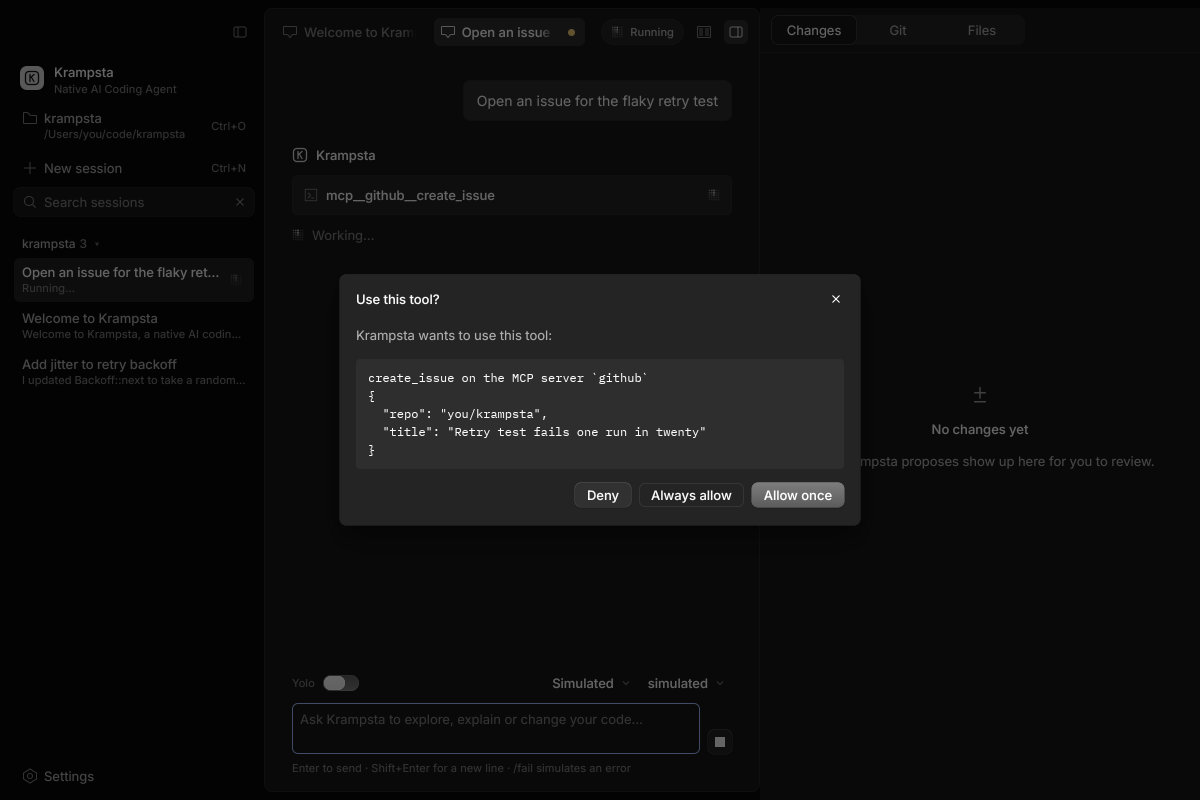 Krampsta
Native AI Coding Agent
krampsta
/Users/you/code/krampsta
Ctrl+O
New session
Ctrl+N
Search sessions
krampsta 3
Open an issue for the flaky ret...
Running...
Welcome to Krampsta
Welcome to Krampsta, a native AI codin...
Add jitter to retry backoff
I updated Backoff::next to take a random...
Settings
Welcome to Kram
Open an issue
Running
Open an issue for the flaky retry test
Krampsta
mcp__github__create_issue
Working...
Use this tool?
Krampsta wants to use this tool:
create_issue on the MCP server `github`
{
"repo": "you/krampsta",
"title": "Retry test fails one run in twenty"
}
Deny
Always allow
Allow once
Yolo
Simulated
simulated
Ask Krampsta to explore, explain or change your code...
Enter to send · Shift+Enter for a new line · /fail simulates an error
Changes
Git
Files
No changes yet
mpsta proposes show up here for you to review.